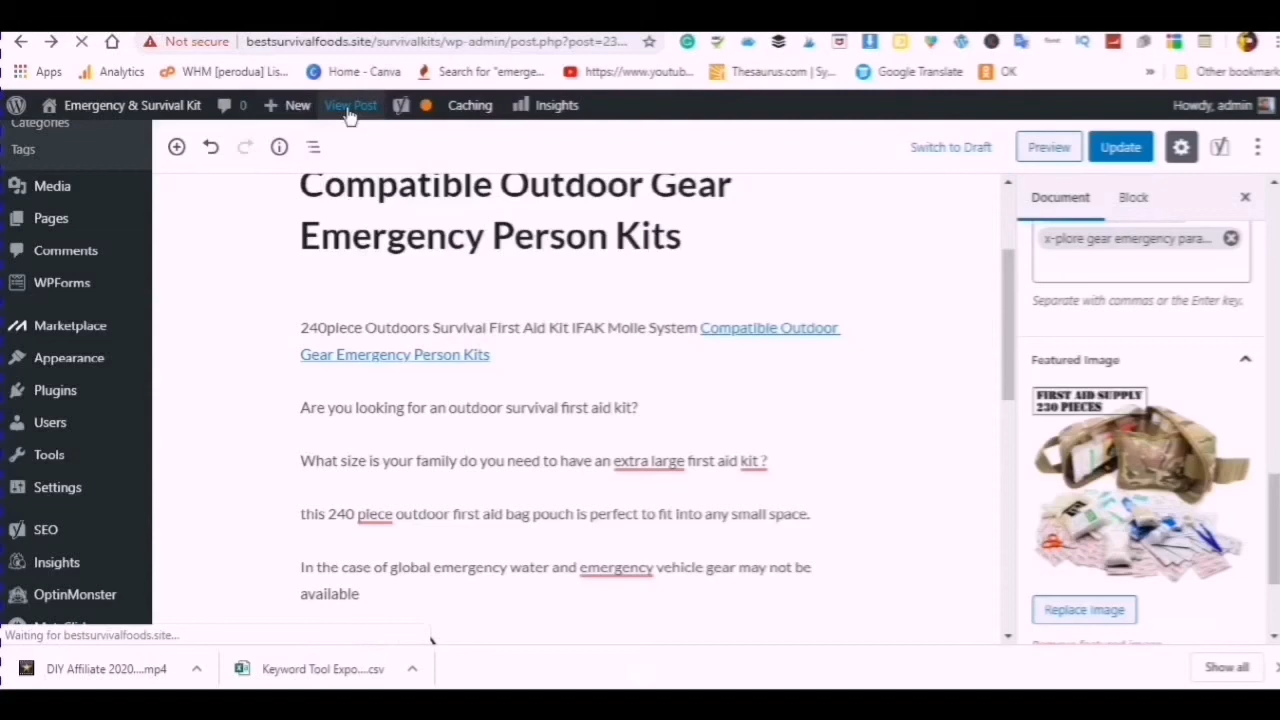 Not secure
bestsurvivalfoods.site/survivalkits/wp-admin/post.php?post=23...
Apps
Analytics
WHM [perodua] Lis...
Home - Canva
Search for "emerge...
https://www.youtub...
Thesaurus.com | Sy...
Google Translate
OK
»
Other bookmark
Emergency & Survival Kit
0
New
View Post
Caching
Insights
Howdy, admin
Categories
Tags
Media
Pages
Comments
WPForms
Marketplace
Appearance
Plugins
Users
Tools
Settings
SEO
Insights
OptinMonster
Switch to Draft
Preview
Update
Compatible Outdoor Gear
Emergency Person Kits
240piece Outdoors Survival First Aid Kit IFAK Molle System Compatible Outdoor
Gear Emergency Person Kits
Are you looking for an outdoor survival first aid kit?
What size is your family do you need to have an extra large first aid kit ?
this 240 piece outdoor first aid bag pouch is perfect to fit into any small space.
In the case of global emergency water and emergency vehicle gear may not be
available
Document
Block
x-plore gear emergency para...
Separate with commas or the Enter key.
Featured Image
FIRST AID SUPPLY
230 PIECES
Replace Image
Remove featured image
Waiting for bestsurvivalfoods.site...
DIY Affiliate 2020....mp4
Keyword Tool Expo....csv
Show all